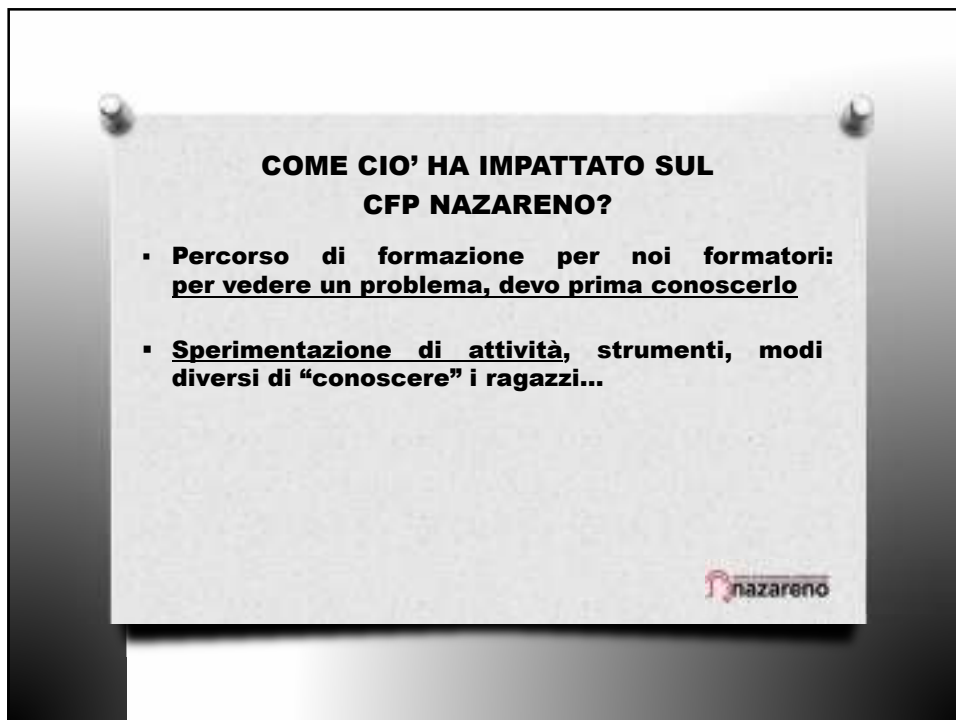 COME CIO’ HA IMPATTATO SUL
CFP NAZARENO?
▪ Percorso di formazione per noi formatori:
per vedere un problema, devo prima conoscerlo
▪ Sperimentazione di attività, strumenti, modi
diversi di “conoscere” i ragazzi…
nazareno